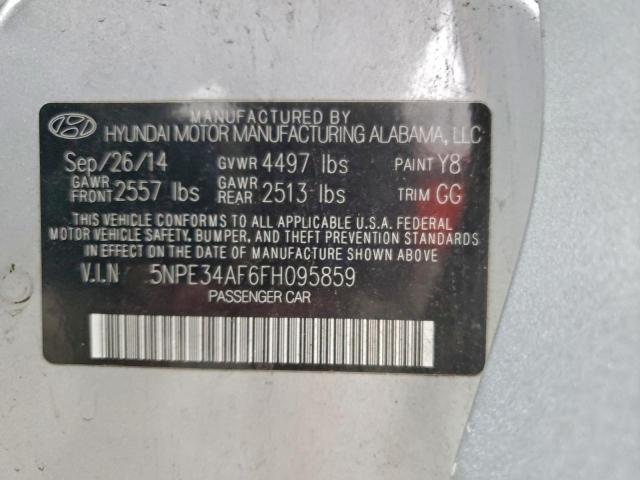 MANUFACTURED BY
HYUNDAI MOTOR MANUFACTURING ALABAMA, LLC
Sep/26/14 GVWR 4497 lbs PAINT Y8
GAWR FRONT 2557 lbs GAWR REAR 2513 lbs TRIM GG
THIS VEHICLE CONFORMS TO ALL APPLICABLE U.S.A. FEDERAL
MOTOR VEHICLE SAFETY, BUMPER, AND THEFT PREVENTION STANDARDS
IN EFFECT ON THE DATE OF MANUFACTURE SHOWN ABOVE.
V.I.N 5NPE34AF6FH095859
PASSENGER CAR